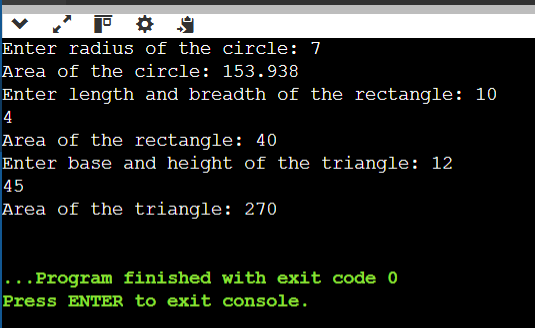 Enter radius of the circle: 7
Area of the circle: 153.938
Enter length and breadth of the rectangle: 10
4
Area of the rectangle: 40
Enter base and height of the triangle: 12
45
Area of the triangle: 270
...Program finished with exit code 0
Press ENTER to exit console.